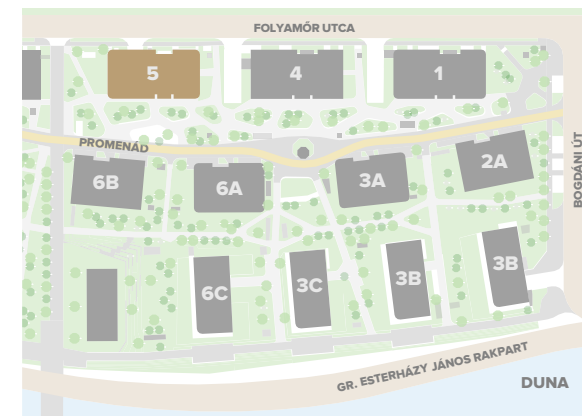 FOLYAMŐR UTCA
5
4
1
PROMENÁD
BOGDÁNI ÚT
6B
6A
3A
2A
6C
3C
3B
3B
GR. ESTERHÁZY JÁNOS RAKPART
DUNA